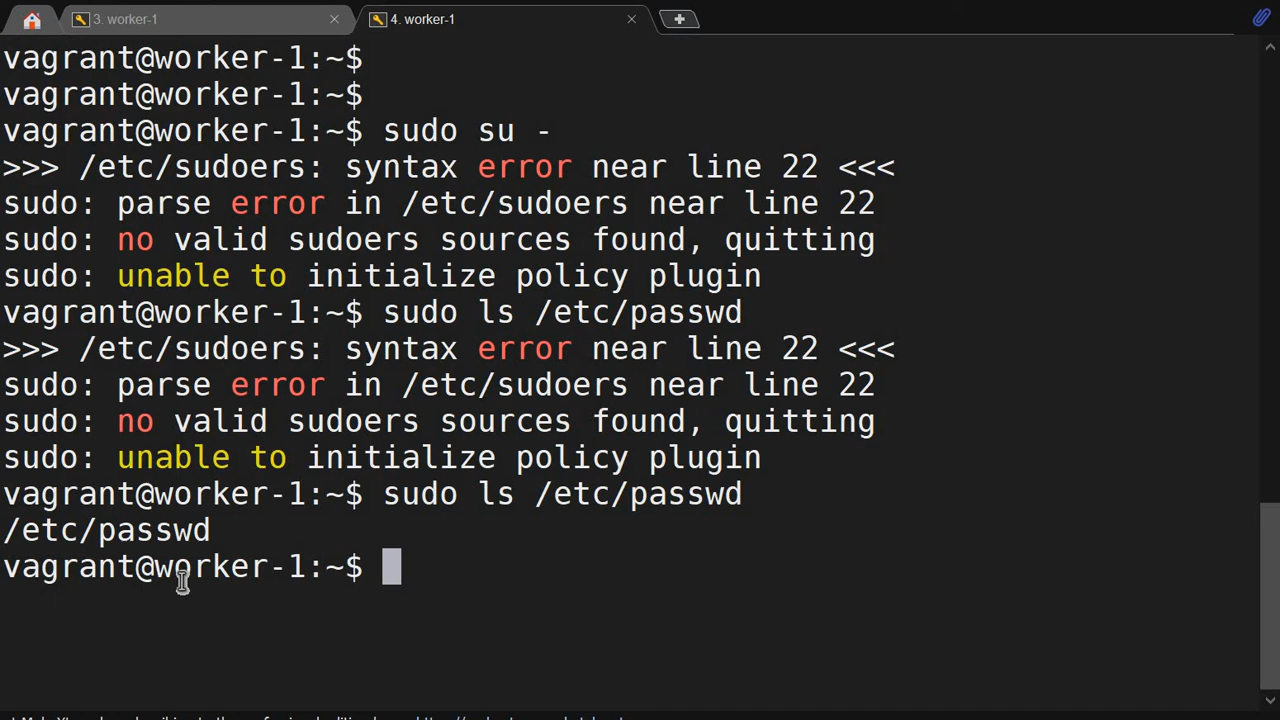 3. worker-1
4. worker-1
vagrant@worker-1:~$
vagrant@worker-1:~$
vagrant@worker-1:~$ sudo su -
>>> /etc/sudoers: syntax error near line 22 <<<
sudo: parse error in /etc/sudoers near line 22
sudo: no valid sudoers sources found, quitting
sudo: unable to initialize policy plugin
vagrant@worker-1:~$ sudo ls /etc/passwd
>>> /etc/sudoers: syntax error near line 22 <<<
sudo: parse error in /etc/sudoers near line 22
sudo: no valid sudoers sources found, quitting
sudo: unable to initialize policy plugin
vagrant@worker-1:~$ sudo ls /etc/passwd
/etc/passwd
vagrant@worker-1:~$